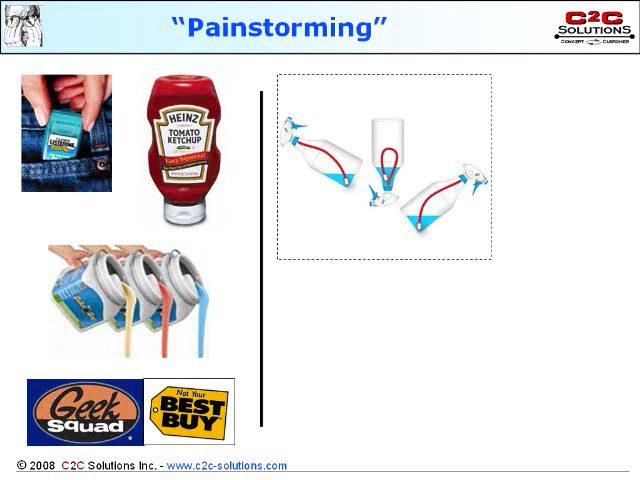 “Painstorming”
C2C
SOLUTIONS
CONCEPT CUSTOMER
LISTERINE
HEINZ
TOMATO
KETCHUP
Easy Squeeze!
Geek
Squad
Not Your
BEST
BUY
© 2008 C2C Solutions Inc. - www.c2c-solutions.com